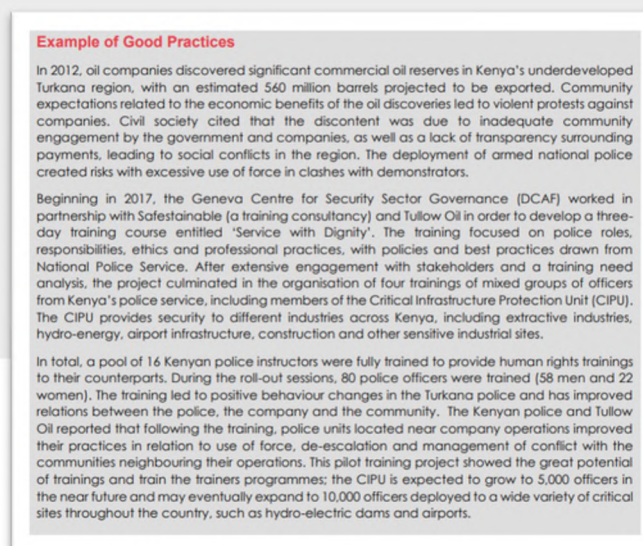 Example of Good Practices
In 2012, oil companies discovered significant commercial oil reserves in Kenya's underdeveloped
Turkana region, with an estimated 560 million barrels projected to be exported. Community
expectations related to the economic benefits of the oil discoveries led to violent protests against
companies. Civil society cited that the discontent was due to inadequate community
engagement by the government and companies, as well as a lack of transparency surrounding
payments, leading to social conflicts in the region. The deployment of armed national police
created risks with excessive use of force in clashes with demonstrators.
Beginning in 2017, the Geneva Centre for Security Sector Governance (DCAF) worked in
partnership with Safestainable (a training consultancy) and Tullow Oil in order to develop a three-
day training course entitled 'Service with Dignity'. The training focused on police roles,
responsibilities, ethics and professional practices, with policies and best practices drawn from
National Police Service. After extensive engagement with stakeholders and a training need
analysis, the project culminated in the organisation of four trainings of mixed groups of officers
from Kenya's police service, including members of the Critical Infrastructure Protection Unit (CIPU).
The CIPU provides security to different industries across Kenya, including extractive industries,
hydro-energy, airport infrastructure, construction and other sensitive industrial sites.
In total, a pool of 16 Kenyan police instructors were fully trained to provide human rights trainings
to their counterparts. During the roll-out sessions, 80 police officers were trained (58 men and 22
women). The training led to positive behaviour changes in the Turkana police and has improved
relations between the police, the company and the community. The Kenyan police and Tullow
Oil reported that following the training, police units located near company operations improved
their practices in relation to use of force, de-escalation and management of conflict with the
communities neighbouring their operations. This pilot training project showed the great potential
of trainings and train the trainers programmes; the CIPU is expected to grow to 5,000 officers in
the near future and may eventually expand to 10,000 officers deployed to a wide variety of critical
sites throughout the country, such as hydro-electric dams and airports.